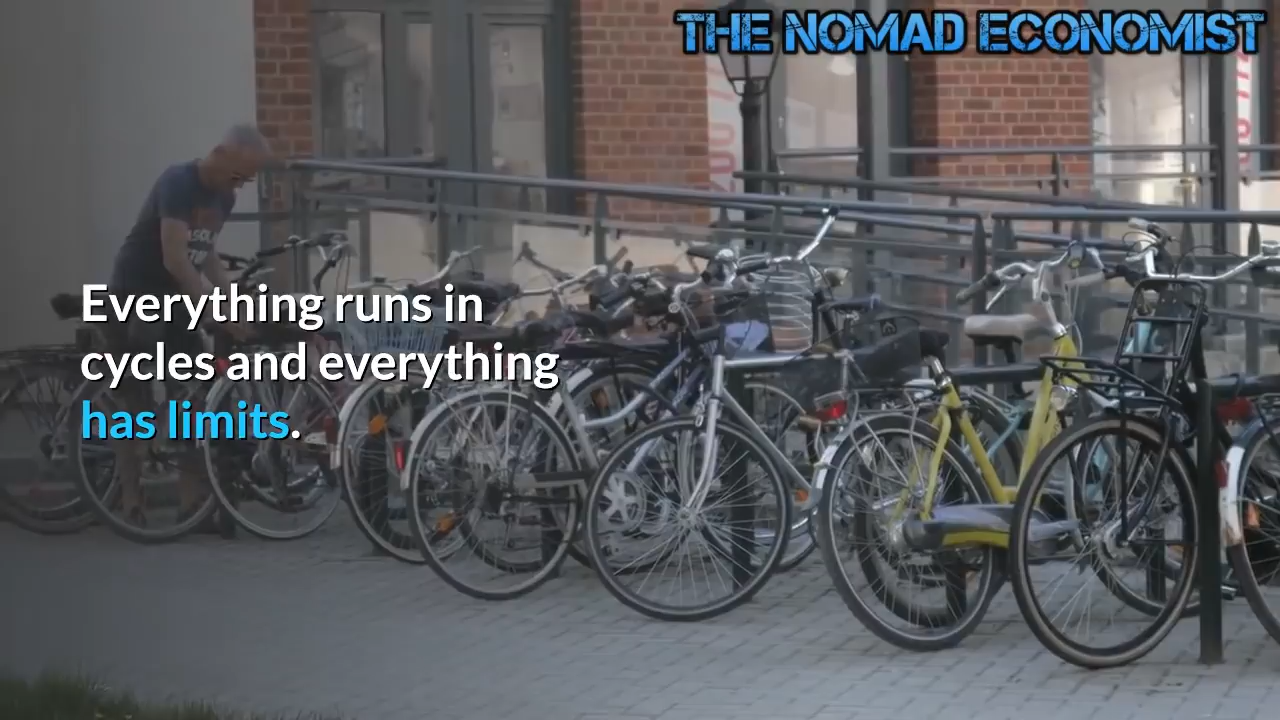 THE NOMAD ECONOMIST
Everything runs in
cycles and everything
has limits.